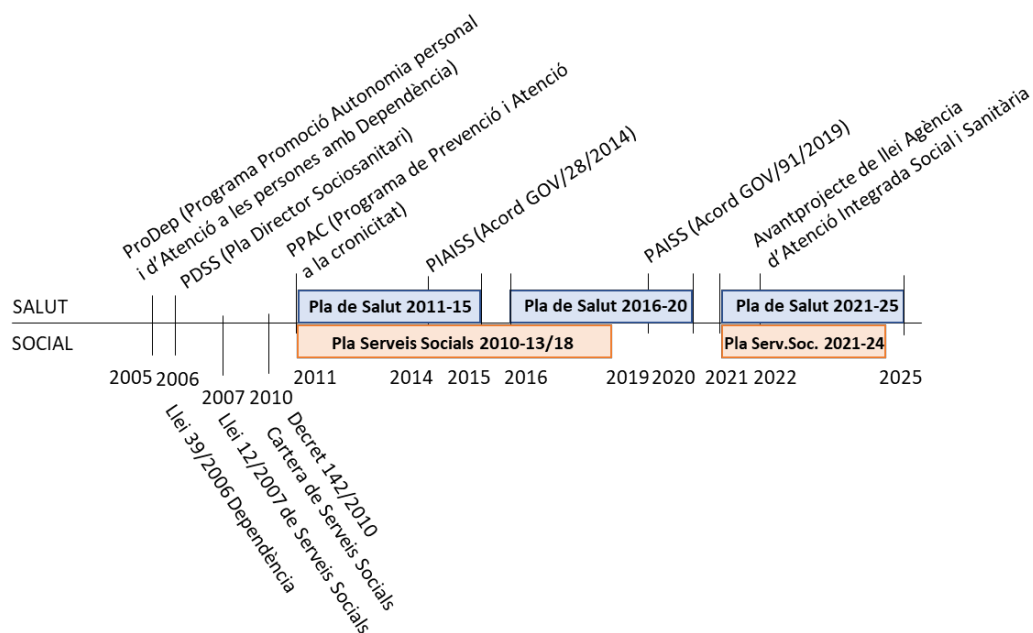 ProDep (Programa Promoció Autonomia personal
i d'Atenció a les persones amb Dependència)
PDSS (Pla Director Sociosanitari)
PPAC (Programa de Prevenció i Atenció
a la cronicitat)
PIAISS (Acord GOV/28/2014)
PAISS (Acord GOV/91/2019)
Avantprojecte de llei Agència
d'Atenció Integrada Social i Sanitària
SALUT
Pla de Salut 2011-15
Pla de Salut 2016-20
Pla de Salut 2021-25
SOCIAL
Pla Serveis Socials 2010-13/18
Pla Serv.Soc. 2021-24
2005
2006
2007
2010
2011
2014
2015
2016
2019
2020
2021
2022
2025
Llei 39/2006 Dependència
Llei 12/2007 de Serveis Socials
Decret 142/2010
Cartera de Serveis Socials